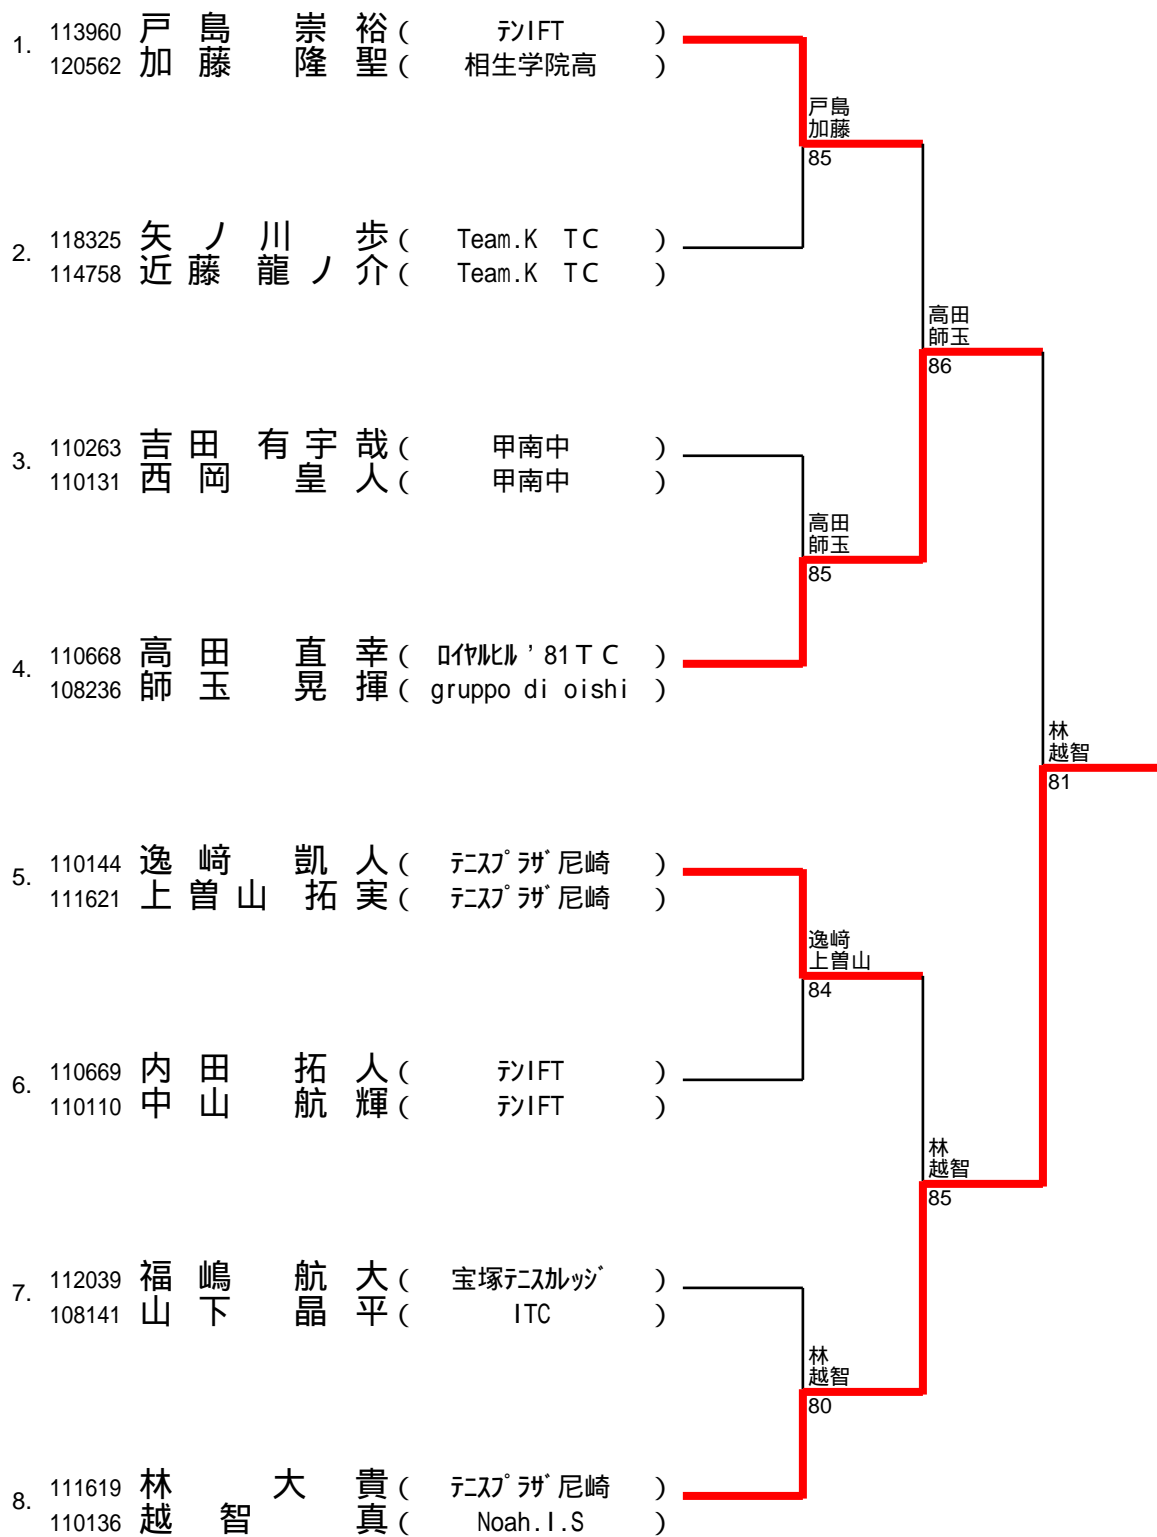 1. 113960 戸島 崇裕 ( テンIFT )
120562 加藤 隆聖 ( 相生学院高 )
戸島
加藤
85
2. 118325 矢ノ川 歩 ( Team.K TC )
114758 近藤 龍ノ介 ( Team.K TC )
高田
師玉
86
3. 110263 吉田 有宇哉 ( 甲南中 )
110131 西岡 皇人 ( 甲南中 )
高田
師玉
85
4. 110668 高田 直幸 ( ロイヤルヒル'81TC )
108236 師玉 晃揮 ( gruppo di oishi )
林
越智
81
5. 110144 逸﨑 凱人 ( テニスプラザ尼崎 )
111621 上曽山 拓実 ( テニスプラザ尼崎 )
逸﨑
上曽山
84
6. 110669 内田 拓人 ( テンIFT )
110110 中山 航輝 ( テンIFT )
林
越智
85
7. 112039 福嶋 航大 ( 宝塚テニスカレッジ )
108141 山下 晶平 ( ITC )
林
越智
80
8. 111619 林 大貴 ( テニスプラザ尼崎 )
110136 越智 真 ( Noah.I.S )